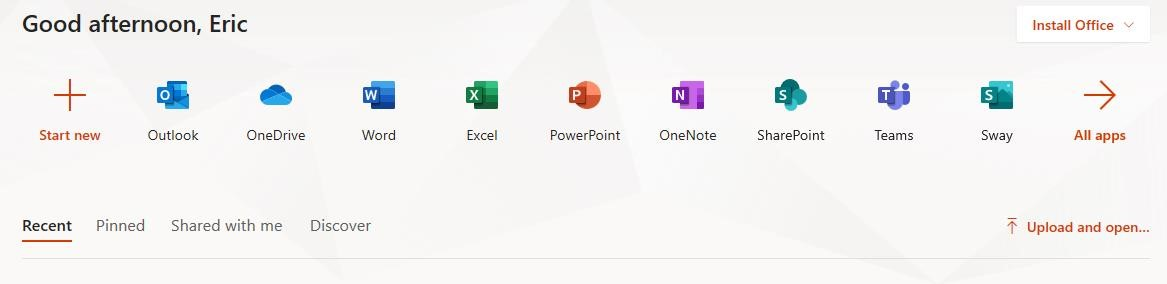 Good afternoon, Eric
Install Office
Start new
Outlook
OneDrive
Word
Excel
PowerPoint
OneNote
SharePoint
Teams
Sway
All apps
Recent Pinned Shared with me Discover
Upload and open...